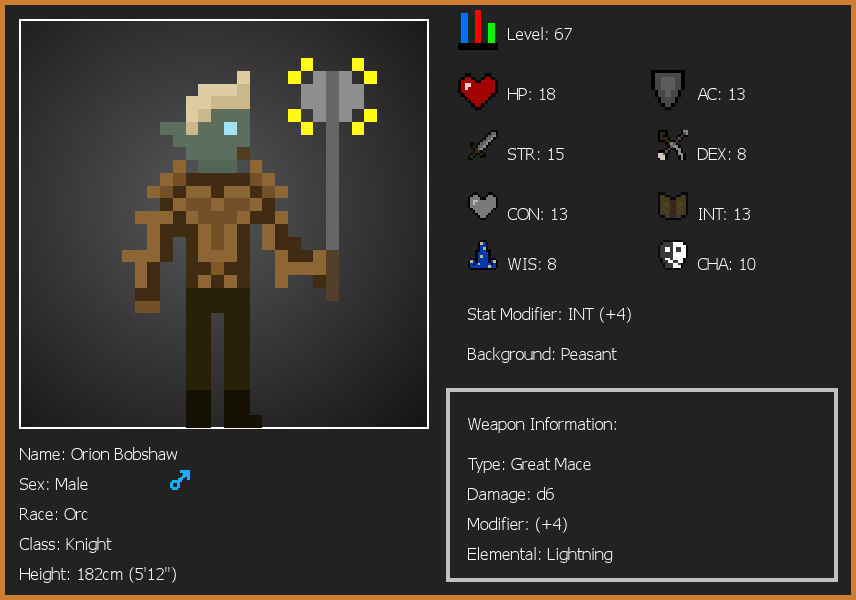 Level: 67
HP: 18
AC: 13
STR: 15
DEX: 8
CON: 13
INT: 13
WIS: 8
CHA: 10
Stat Modifier: INT (+4)
Background: Peasant
Weapon Information:
Type: Great Mace
Damage: d6
Modifier: (+4)
Elemental: Lightning
Name: Orion Bobshaw
Sex: Male
Race: Orc
Class: Knight
Height: 182cm (5'12")